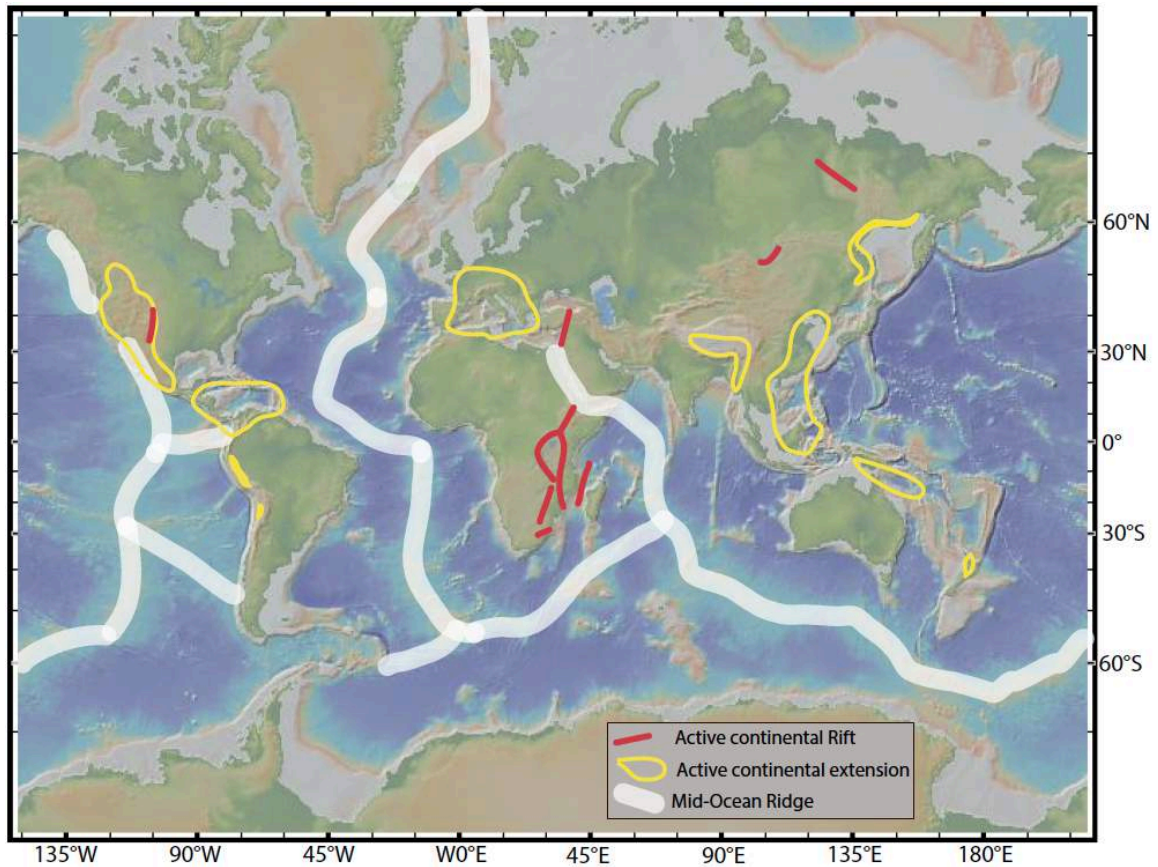 60°N
30°N
0°
30°S
60°S
Active continental Rift
Active continental extension
Mid-Ocean Ridge
135°W 90°W 45°W W0°E 45°E 90°E 135°E 180°E